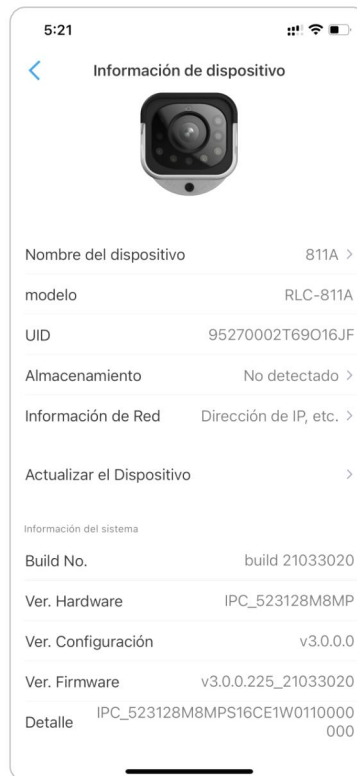 5:21
Información de dispositivo
Nombre del dispositivo 811A
modelo RLC-811A
UID 95270002T69O16JF
Almacenamiento No detectado
Información de Red Dirección de IP, etc.
Actualizar el Dispositivo
Información del sistema
Build No. build 21033020
Ver. Hardware IPC_523128M8MP
Ver. Configuración v3.0.0.0
Ver. Firmware v3.0.0.225_21033020
Detalle IPC_523128M8MPS16CE1W0110000
000